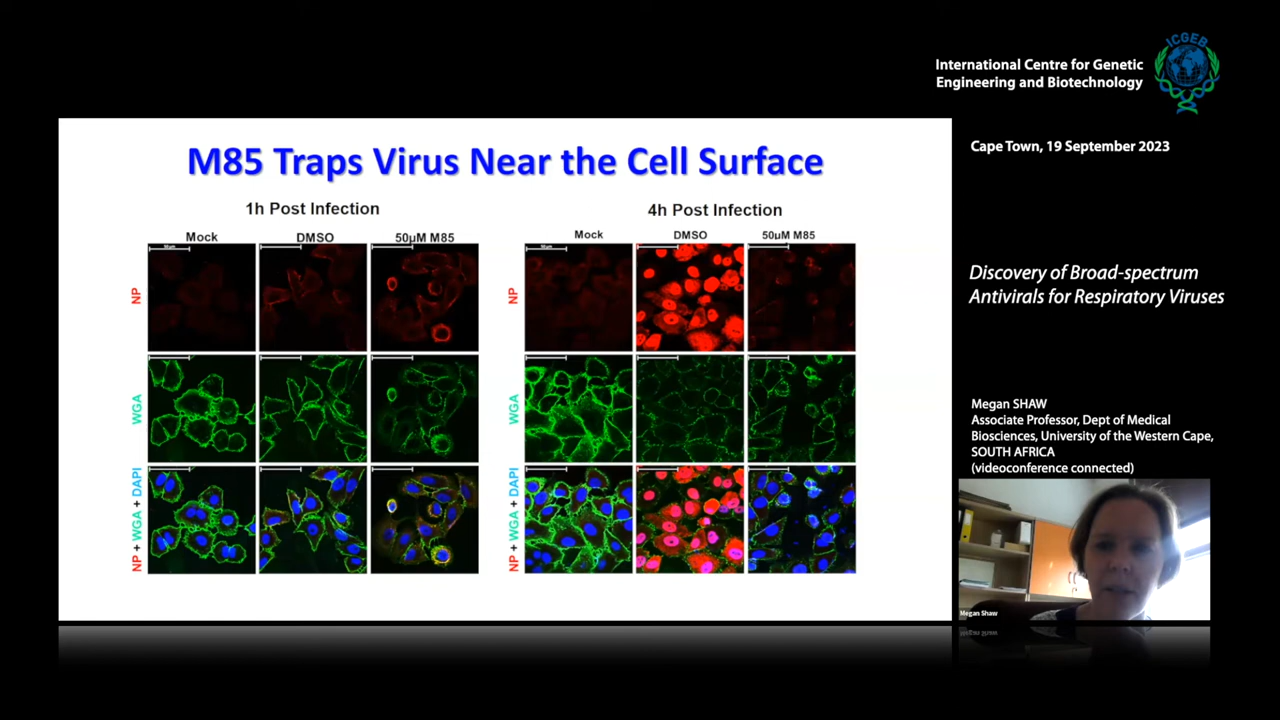 ICGEB
International Centre for Genetic
Engineering and Biotechnology
Cape Town, 19 September 2023
M85 Traps Virus Near the Cell Surface
1h Post Infection
4h Post Infection
Mock
DMSO
50µM M85
Mock
DMSO
50µM M85
NP
WGA
NP + WGA + DAPI
NP
WGA
NP + WGA + DAPI
Discovery of Broad-spectrum
Antivirals for Respiratory Viruses
Megan SHAW
Associate Professor, Dept of Medical
Biosciences, University of the Western Cape,
SOUTH AFRICA
(videoconference connected)
Megan Shaw